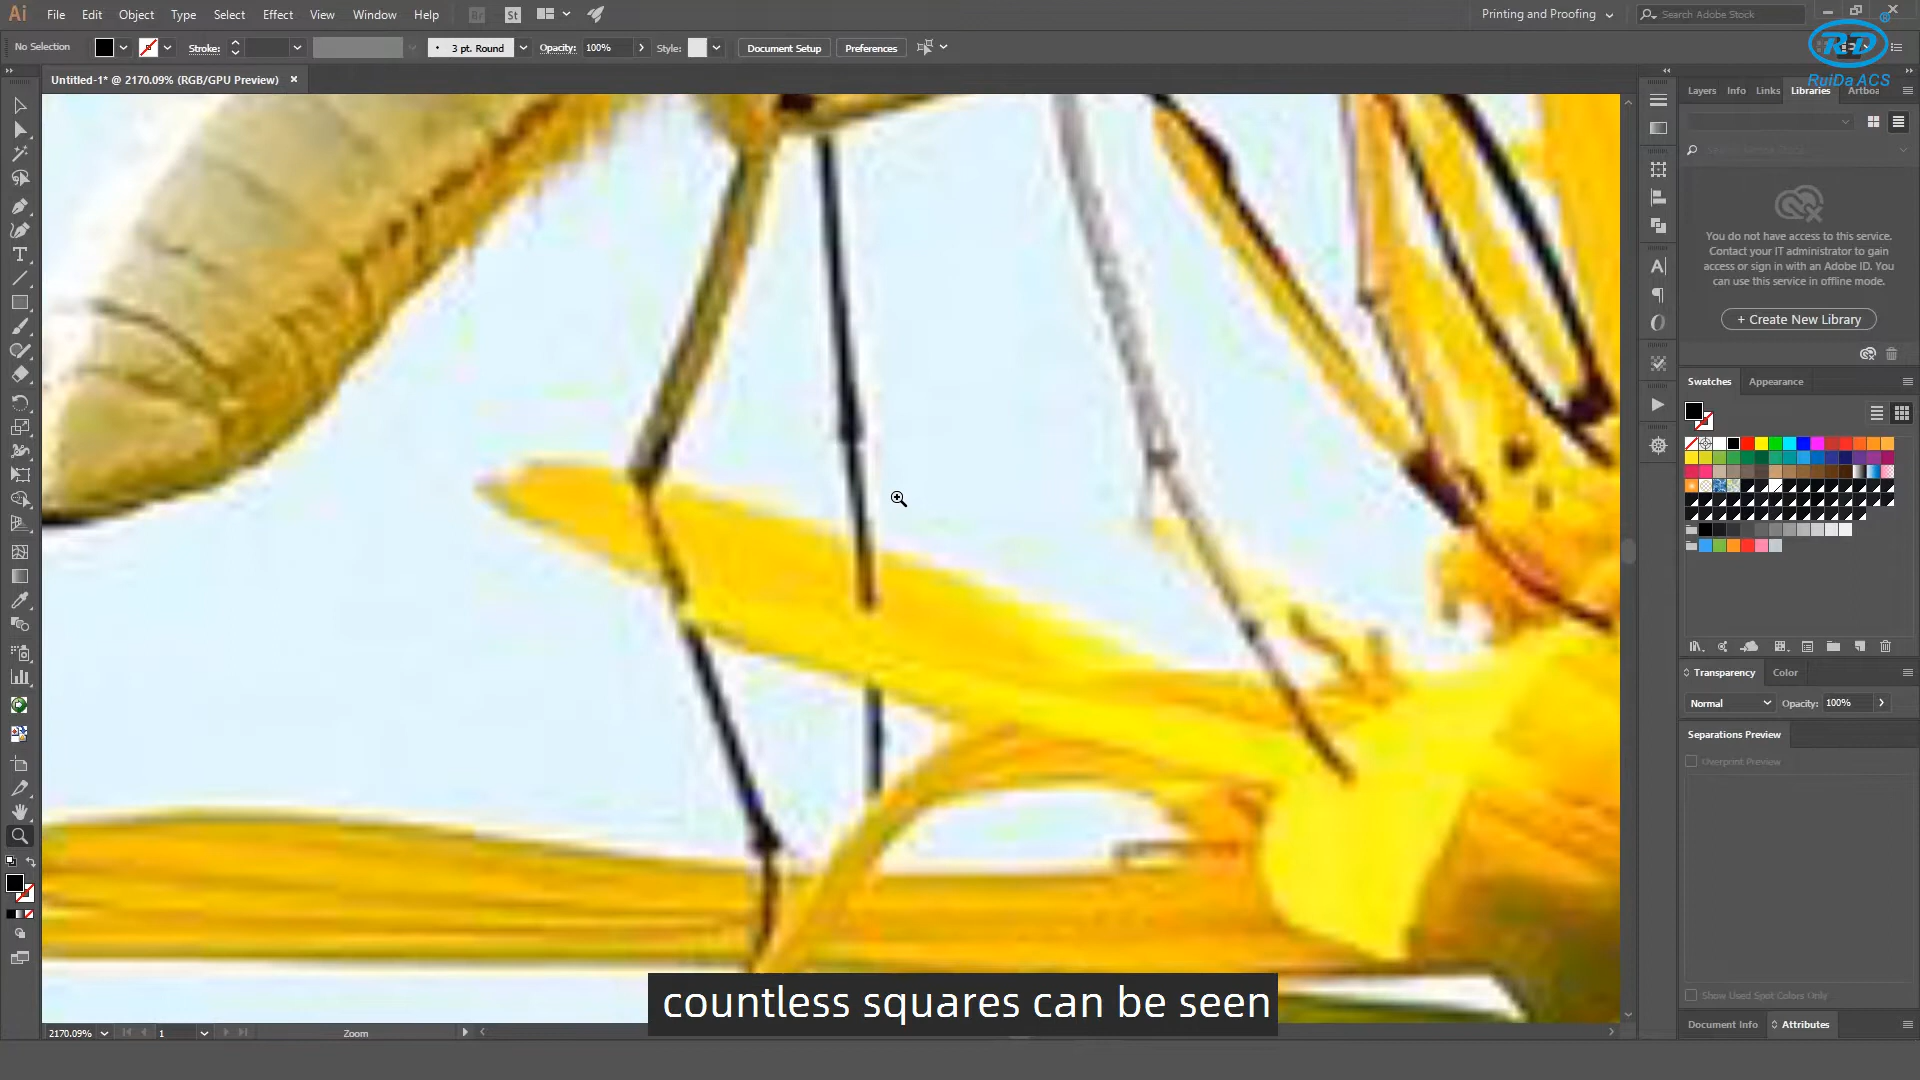 Ai File Edit Object Type Select Effect View Window Help Br St Printing and Proofing Search Adobe Stock
No Selection Stroke: 3 pt. Round Opacity: 100% Style: Document Setup Preferences
RD ®
RuiDa ACS
Untitled-1* @ 2170.09% (RGB/GPU Preview) ×
Layers Info Links Libraries Artboa
You do not have access to this service.
Contact your IT administrator to gain
access or sign in with an Adobe ID. You
can use this service in offline mode.
+ Create New Library
Swatches Appearance
Transparency Color
Normal Opacity: 100%
Separations Preview
Overprint Preview
Show Used Spot Colors Only
countless squares can be seen
Document Info Attributes
2170.09% 1 Zoom